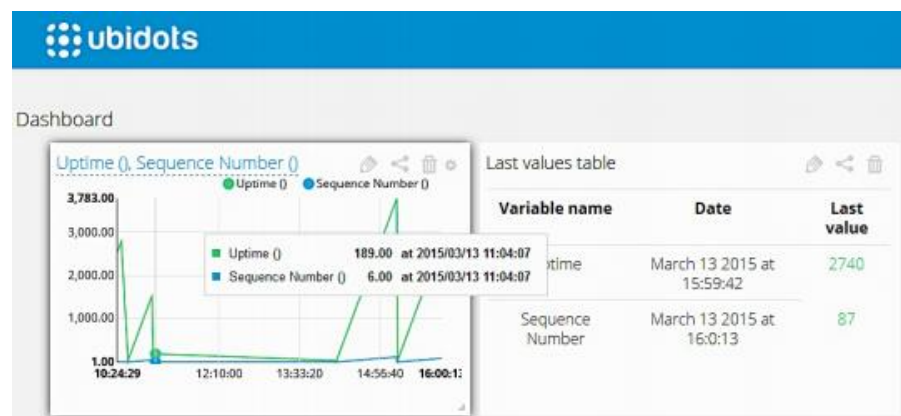 ubidots
Dashboard
Uptime (), Sequence Number ()
Uptime () Sequence Number ()
3,783.00
3,000.00
2,000.00
1,000.00
1.00
10:24:29 12:10:00 13:33:20 14:56:40 16:00:1
Uptime () 189.00 at 2015/03/13 11:04:07
Sequence Number () 6.00 at 2015/03/13 11:04:07
Last values table
Variable name Date Last value
time March 13 2015 at 15:59:42 2740
Sequence Number March 13 2015 at 16:0:13 87